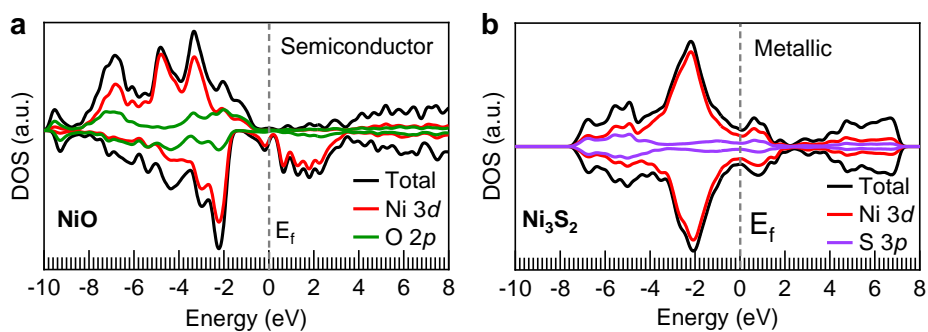 a
Semiconductor
DOS (a.u.)
NiO
Total
Ni 3d
O 2p
E_f
-10 -8 -6 -4 -2 0 2 4 6 8
Energy (eV)
b
Metallic
DOS (a.u.)
Ni₃S₂
Total
Ni 3d
S 3p
E_f
-10 -8 -6 -4 -2 0 2 4 6 8
Energy (eV)